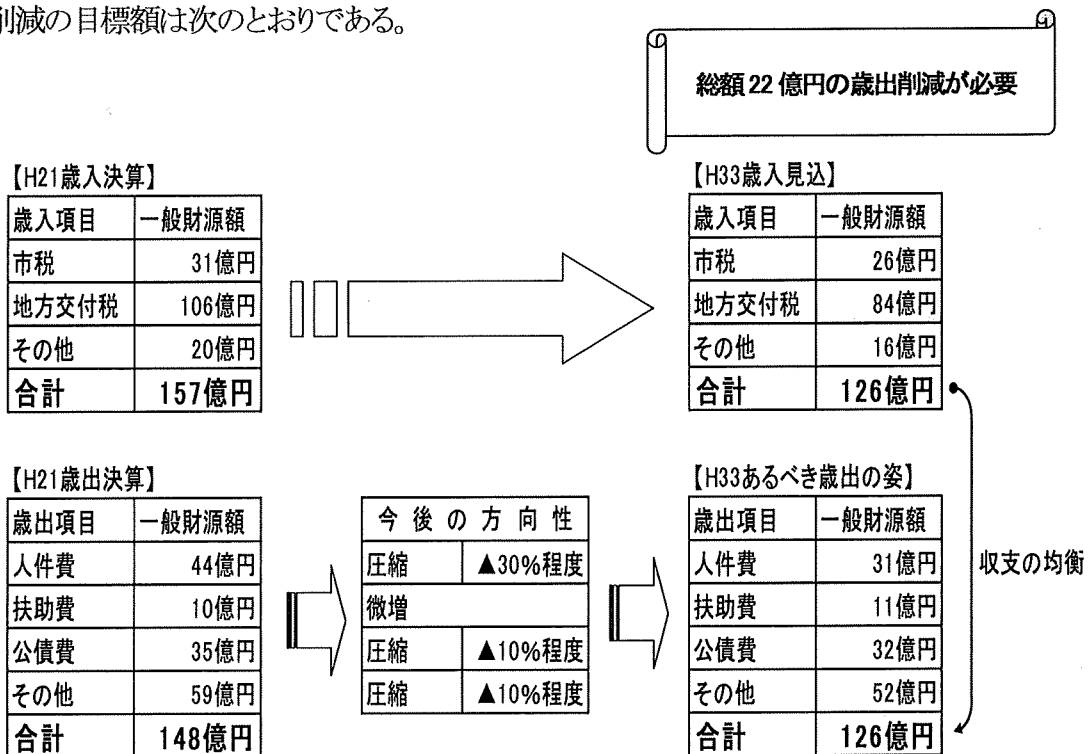 削減の目標額は次のとおりである。
総額22億円の歳出削減が必要
【H21歳入決算】
歳入項目 一般財源額
市税 31億円
地方交付税 106億円
その他 20億円
合計 157億円
【H33歳入見込】
歳入項目 一般財源額
市税 26億円
地方交付税 84億円
その他 16億円
合計 126億円
【H21歳出決算】
歳出項目 一般財源額
人件費 44億円
扶助費 10億円
公債費 35億円
その他 59億円
合計 148億円
今後の方向性
圧縮 ▲30%程度
微増
圧縮 ▲10%程度
圧縮 ▲10%程度
【H33あるべき歳出の姿】
歳出項目 一般財源額
人件費 31億円
扶助費 11億円
公債費 32億円
その他 52億円
合計 126億円
収支の均衡